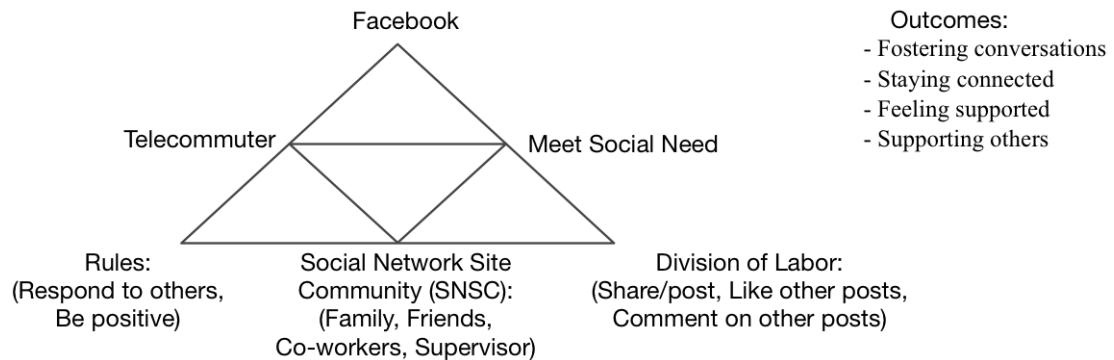 Facebook
Outcomes:
- Fostering conversations
- Staying connected
- Feeling supported
- Supporting others
Telecommuter
Meet Social Need
Rules:
(Respond to others,
Be positive)
Social Network Site
Community (SNSC):
(Family, Friends,
Co-workers, Supervisor)
Division of Labor:
(Share/post, Like other posts,
Comment on other posts)